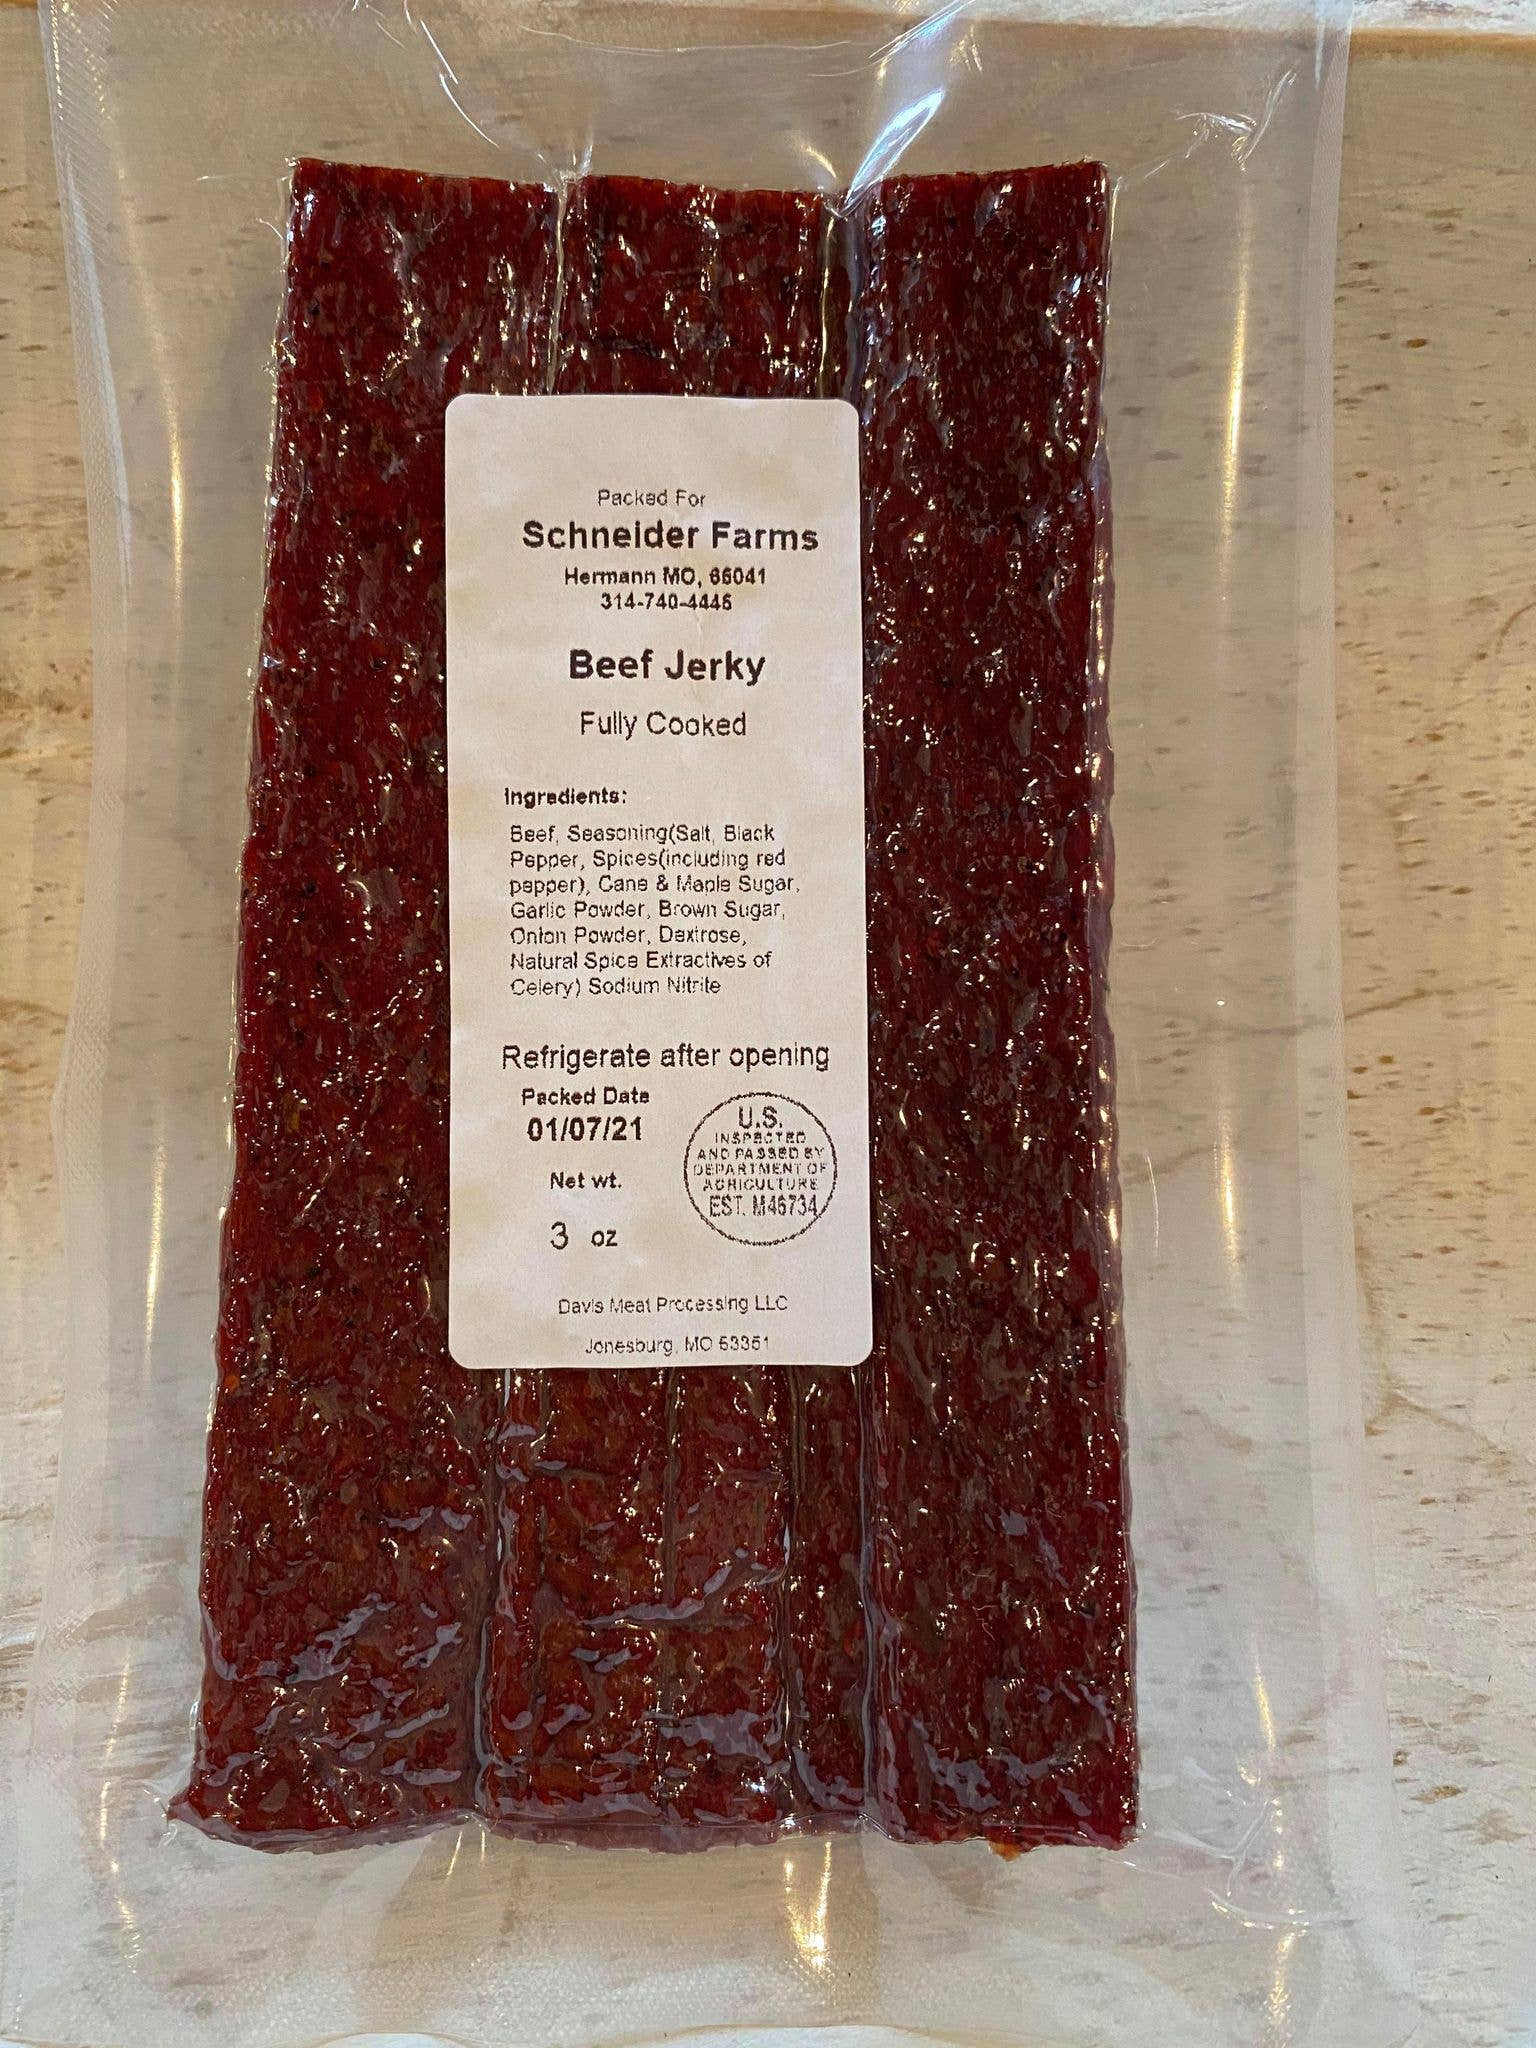 Packed For
Schneider Farms
Hermann MO, 65041
314-740-4446
Beef Jerky
Fully Cooked
Ingredients:
Beef, Seasoning(Salt, Black
Pepper, Spices(including red
pepper), Cane & Maple Sugar,
Garlic Powder, Brown Sugar,
Onion Powder, Dextrose,
Natural Spice Extractives of
Celery) Sodium Nitrite
Refrigerate after opening
Packed Date
01/07/21
Net wt.
3 oz
U.S.
INSPECTED
AND PASSED BY
DEPARTMENT OF
AGRICULTURE
EST. M46734
Davis Meat Processing LLC
Jonesburg, MO 63351